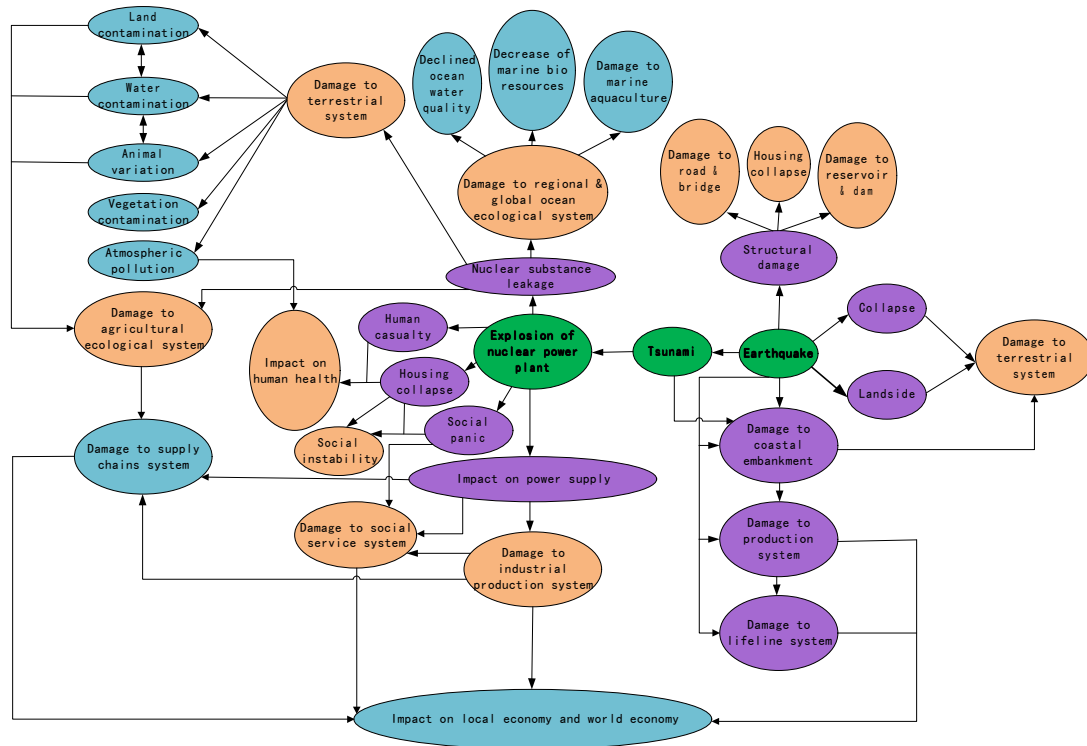 Land
contamination
Water
contamination
Animal
variation
Vegetation
contamination
Atmospheric
pollution
Damage to
terrestrial
system
Declined
ocean
water
quality
Decrease of
marine bio
resources
Damage to
marine
aquaculture
Damage to regional &
global ocean
ecological system
Nuclear substance
leakage
Damage to
road &
bridge
Housing
collapse
Damage to
reservoir
& dam
Structural
damage
Damage to
agricultural
ecological system
Impact on
human health
Human
casualty
Housing
collapse
Social
panic
Social
instability
Explosion of
nuclear power
plant
Tsunami
Earthquake
Collapse
Landside
Damage to
terrestrial
system
Damage to supply
chains system
Impact on power supply
Damage to
coastal
embankment
Damage to social
service system
Damage to
industrial
production system
Damage to
production
system
Damage to
lifeline system
Impact on local economy and world economy